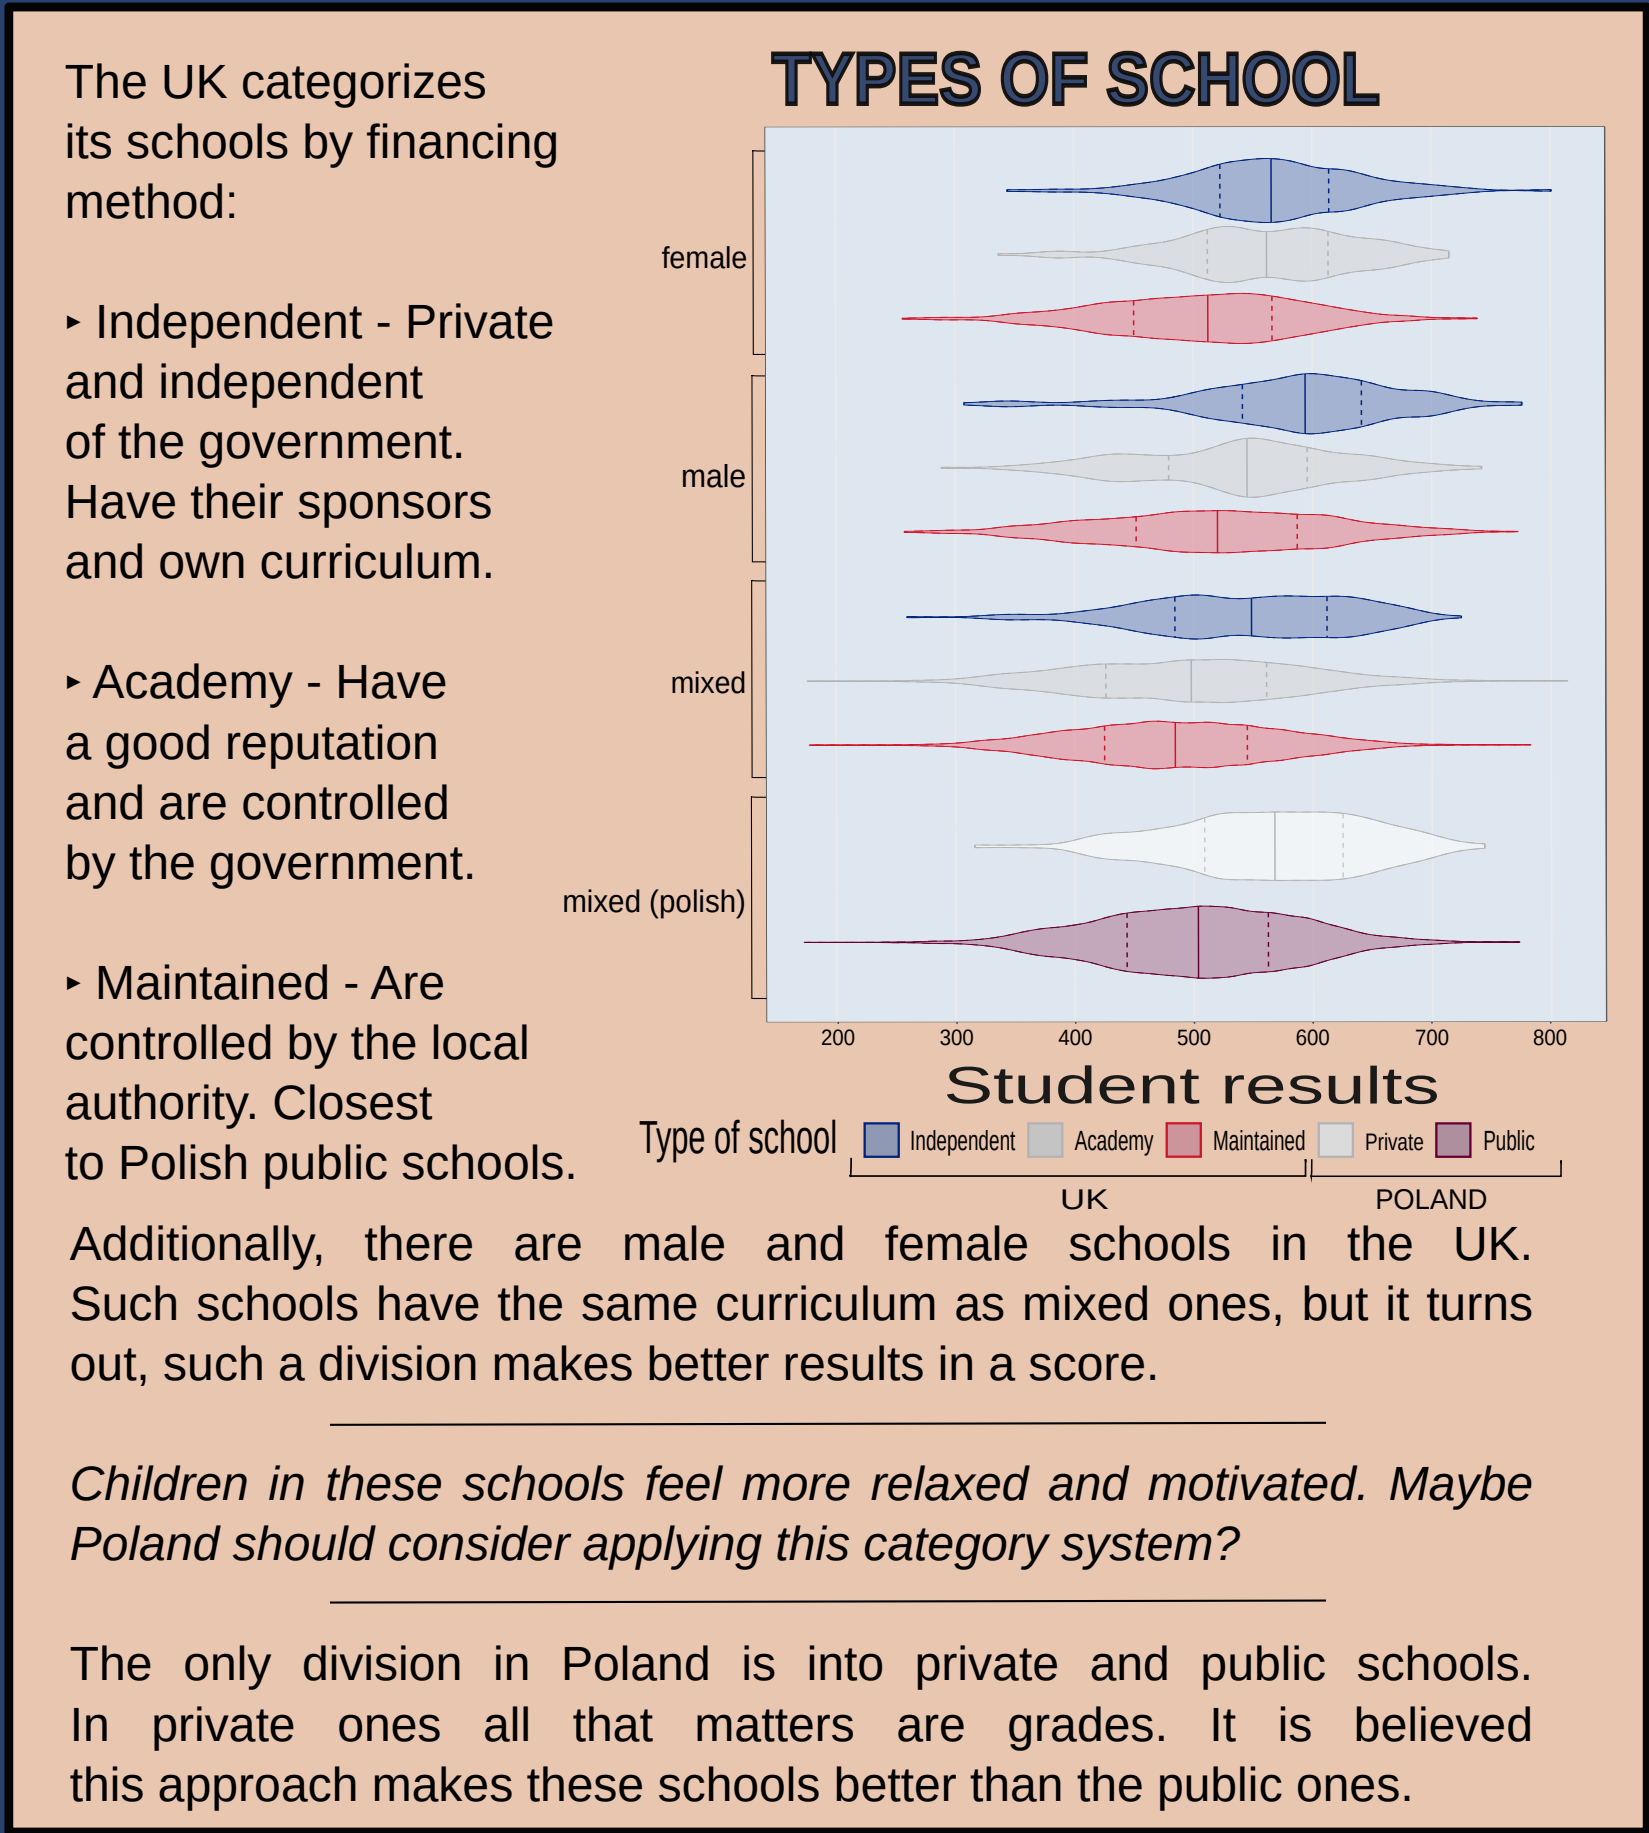 The UK categorizes
its schools by financing
method:
‣ Independent - Private
and independent
of the government.
Have their sponsors
and own curriculum.
‣ Academy - Have
a good reputation
and are controlled
by the government.
‣ Maintained - Are
controlled by the local
authority. Closest
to Polish public schools.
TYPES OF SCHOOL
female
male
mixed
mixed (polish)
200 300 400 500 600 700 800
Student results
Type of school Independent Academy Maintained Private Public
UK POLAND
Additionally, there are male and female schools in the UK.
Such schools have the same curriculum as mixed ones, but it turns
out, such a division makes better results in a score.
Children in these schools feel more relaxed and motivated. Maybe
Poland should consider applying this category system?
The only division in Poland is into private and public schools.
In private ones all that matters are grades. It is believed
this approach makes these schools better than the public ones.